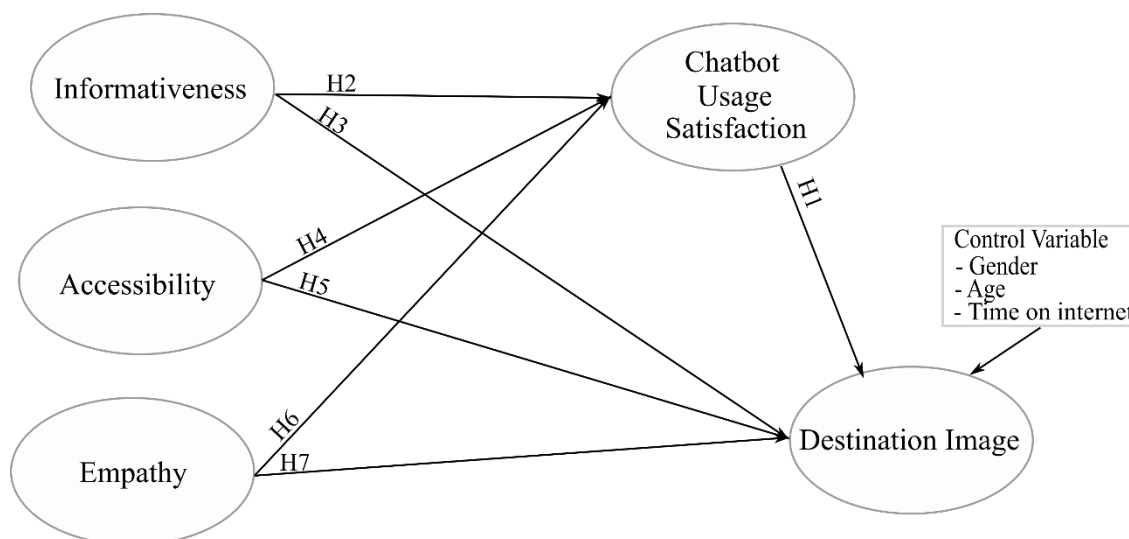 Informativeness
H2
H3
Chatbot
Usage
Satisfaction
H1
Accessibility
H4
H5
Control Variable
- Gender
- Age
- Time on internet
Empathy
H6
H7
Destination Image